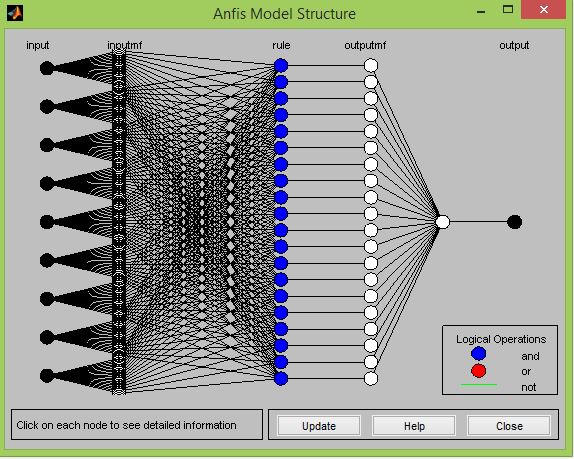 Anfis Model Structure
input inputmf rule outputmf output
Logical Operations
and
or
not
Click on each node to see detailed information
Update Help Close